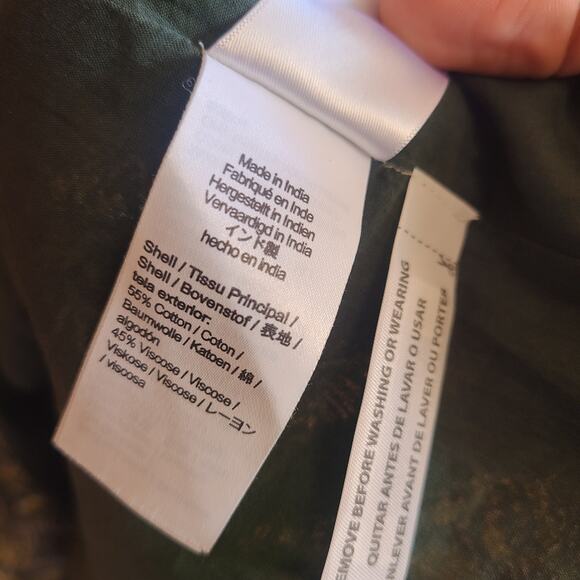 Made in India
Fabriqué en Inde
Hergestellt in Indien
Vervaardigd in India
インド製
hecho en india
Shell / Tissu Principal /
Shell / Bovenstof / 表地 /
tela exterior:
55% Cotton / Coton /
Baumwolle / Katoen / 綿 /
algodón
45% Viscose / Viscose /
Viskose / Viscose / レーヨン
/ viscosa
EMOVE BEFORE WASHING OR WEARING
QUITAR ANTES DE LAVAR O USAR
NLEVER AVANT DE LAVER OU PORTER